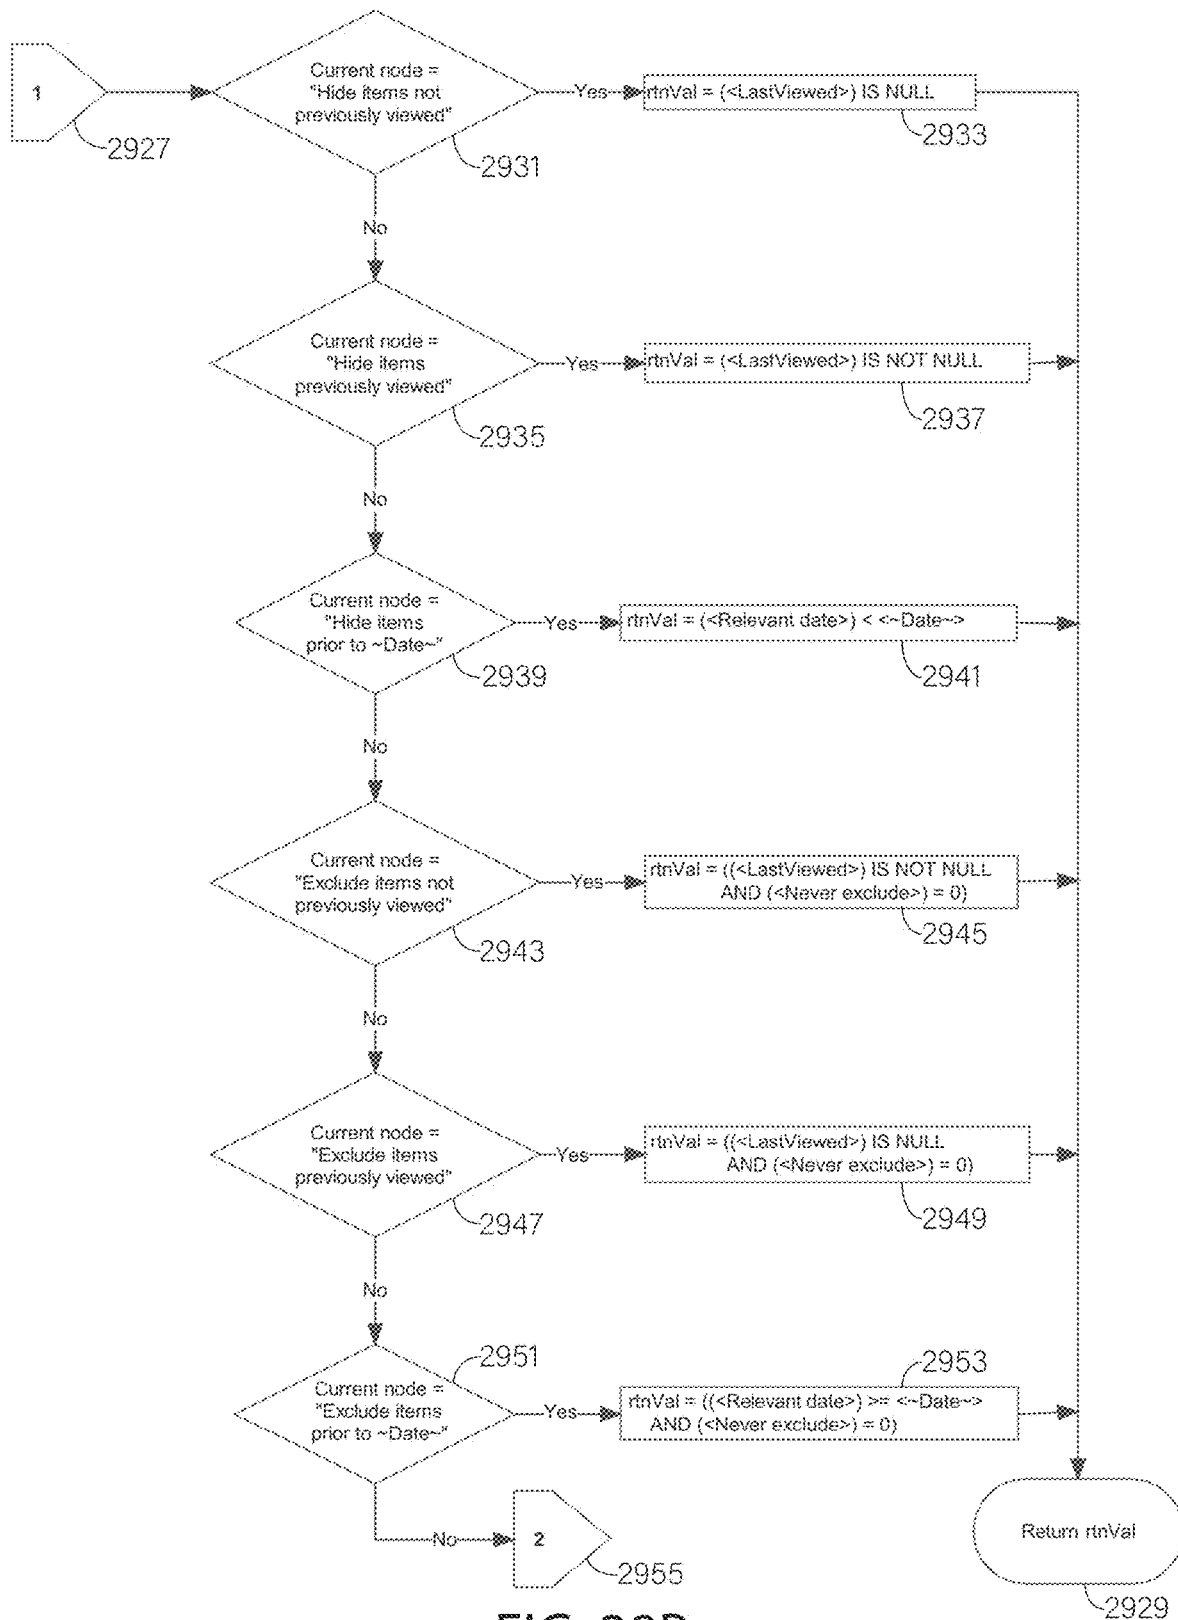 1
2927
Current node =
"Hide items not
previously viewed"
2931
Yes
rtnVal = (<LastViewed>) IS NULL
2933
No
Current node =
"Hide items
previously viewed"
2935
Yes
rtnVal = (<LastViewed>) IS NOT NULL
2937
No
Current node =
"Hide items
prior to ~Date~"
2939
Yes
rtnVal = (<Relevant date>) < <~Date~>
2941
No
Current node =
"Exclude items not
previously viewed"
2943
Yes
rtnVal = ((<LastViewed>) IS NOT NULL
AND (<Never exclude>) = 0)
2945
No
Current node =
"Exclude items
previously viewed"
2947
Yes
rtnVal = ((<LastViewed>) IS NULL
AND (<Never exclude>) = 0)
2949
No
Current node =
"Exclude items
prior to ~Date~"
2951
Yes
rtnVal = ((<Relevant date>) >= <~Date~>
AND (<Never exclude>) = 0)
2953
No
2
2955
Return rtnVal
2929
FIG.